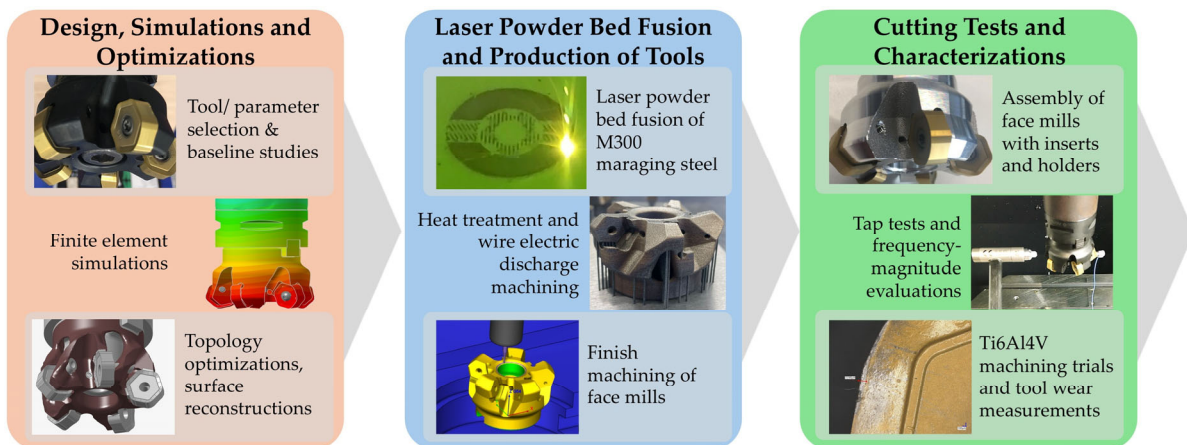 Design, Simulations and
Optimizations
Tool/ parameter
selection &
baseline studies
Finite element
simulations
Topology
optimizations,
surface
reconstructions
Laser Powder Bed Fusion
and Production of Tools
Laser powder
bed fusion of
M300
maraging steel
Heat treatment and
wire electric
discharge
machining
Finish
machining of
face mills
Cutting Tests and
Characterizations
Assembly of
face mills
with inserts
and holders
Tap tests and
frequency-
magnitude
evaluations
Ti6Al4V
machining trials
and tool wear
measurements